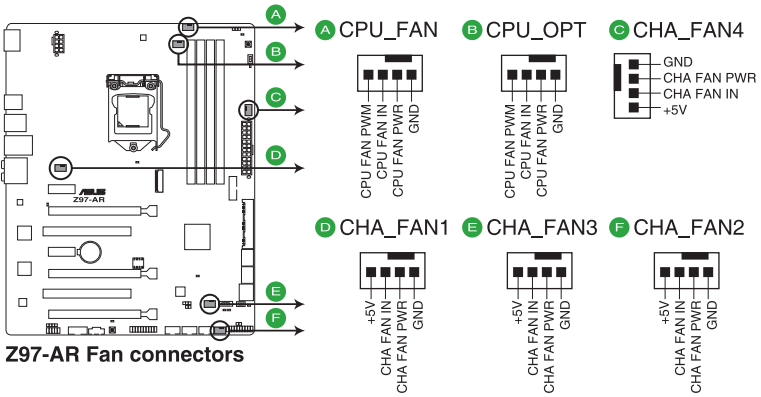 A
B
C
D
E
F
ASUS
Z97-AR
Z97-AR Fan connectors
A CPU_FAN
CPU FAN PWM
CPU FAN IN
CPU FAN PWR
GND
B CPU_OPT
CPU FAN PWM
CPU FAN IN
CPU FAN PWR
GND
C CHA_FAN4
GND
CHA FAN PWR
CHA FAN IN
+5V
D CHA_FAN1
+5V
CHA FAN IN
CHA FAN PWR
GND
E CHA_FAN3
+5V
CHA FAN IN
CHA FAN PWR
GND
F CHA_FAN2
+5V
CHA FAN IN
CHA FAN PWR
GND